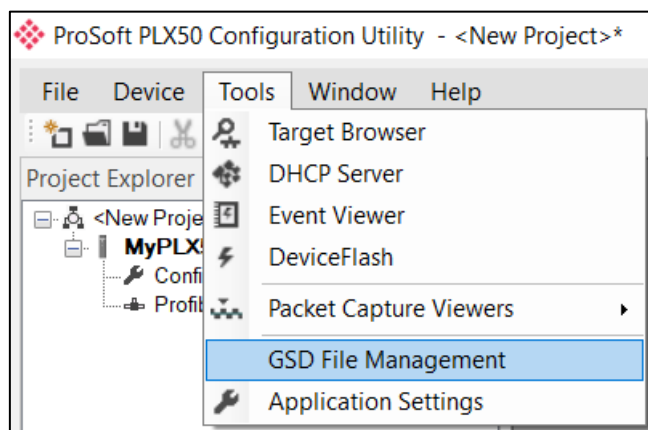 ProSoft PLX50 Configuration Utility - <New Project>*
File Device Tools Window Help
Project Explorer
<New Proje
MyPLX5
Confi
Profib
Target Browser
DHCP Server
Event Viewer
DeviceFlash
Packet Capture Viewers
GSD File Management
Application Settings